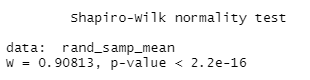 Shapiro-Wilk normality test
data:  rand_samp_mean
W = 0.90813, p-value < 2.2e-16